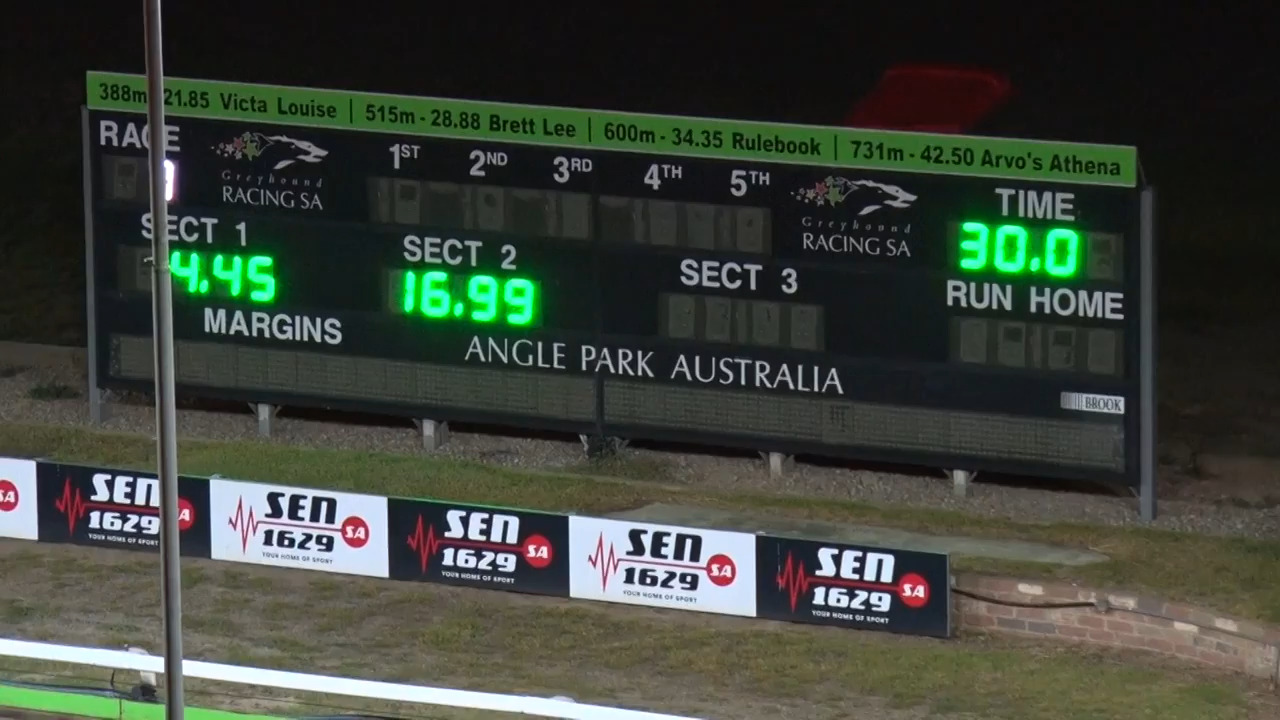 388m 21.85 Victa Louise | 515m - 28.88 Brett Lee | 600m - 34.35 Rulebook | 731m - 42.50 Arvo's Athena
RACE
Greyhound
RACING SA
1ST 2ND 3RD 4TH 5TH
Greyhound
RACING SA
TIME
30.0
SECT 1
4.45
SECT 2
16.99
SECT 3
RUN HOME
MARGINS
ANGLE PARK AUSTRALIA
BROOK
SA
SEN
1629 SA
YOUR HOME OF SPORT
SEN
1629 SA
YOUR HOME OF SPORT
SEN
1629 SA
YOUR HOME OF SPORT
SEN
1629 SA
YOUR HOME OF SPORT
SEN
1629 SA
YOUR HOME OF SPORT